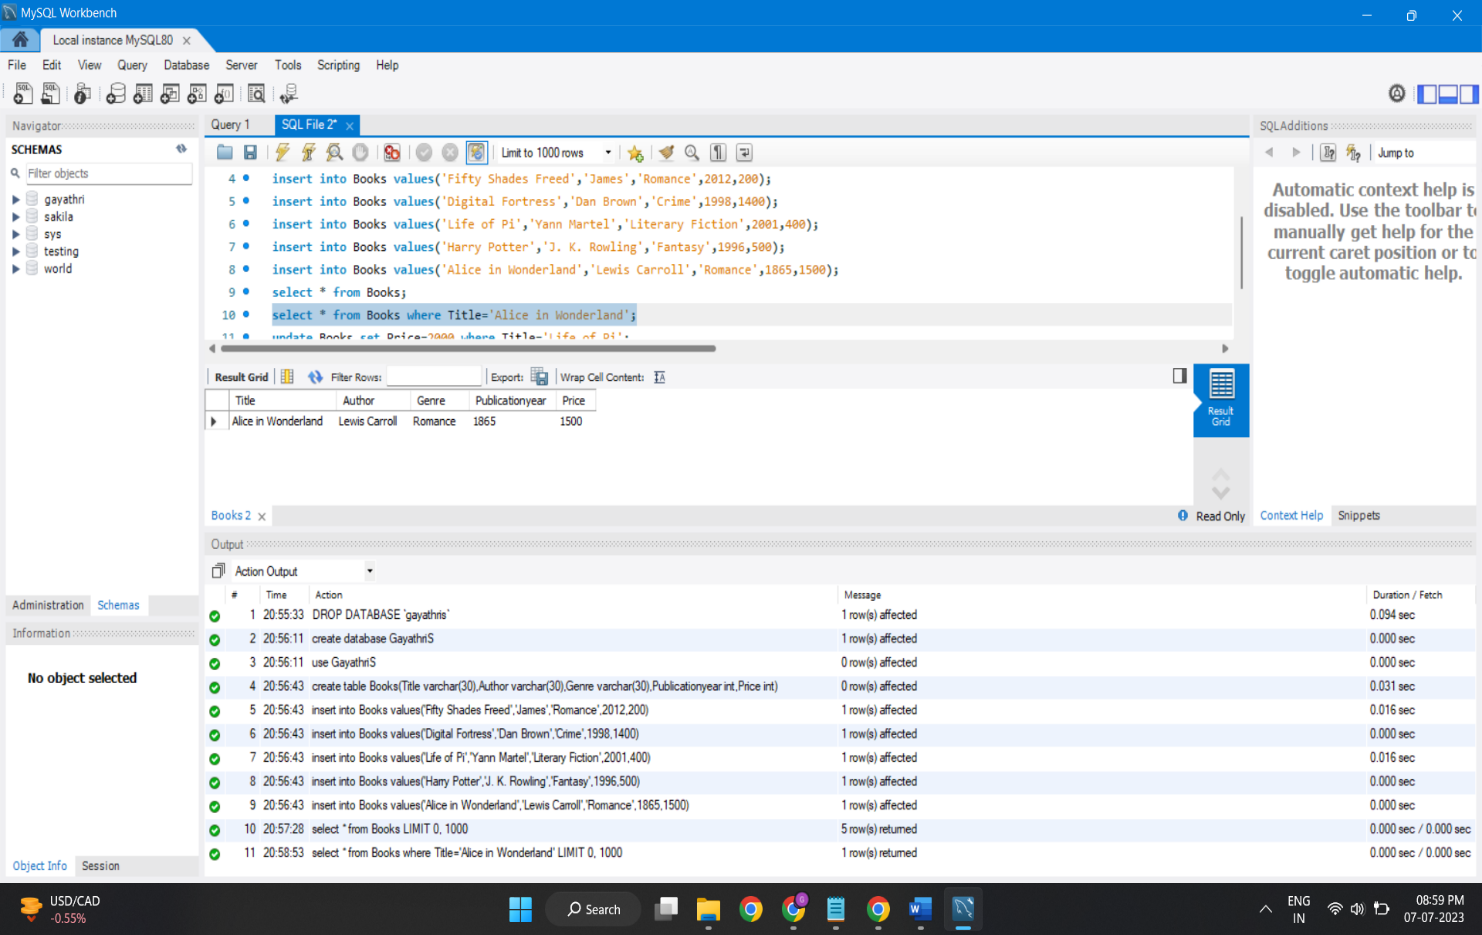 MySQL Workbench
Local instance MySQL80
File Edit View Query Database Server Tools Scripting Help
Navigator
SCHEMAS
Filter objects
gayathri
sakila
sys
testing
world
Administration Schemas
Information
No object selected
Object Info Session
Query 1 SQL File 2*
Limit to 1000 rows
4 insert into Books values('Fifty Shades Freed','James','Romance',2012,200);
5 insert into Books values('Digital Fortress','Dan Brown','Crime',1998,1400);
6 insert into Books values('Life of Pi','Yann Martel','Literary Fiction',2001,400);
7 insert into Books values('Harry Potter','J. K. Rowling','Fantasy',1996,500);
8 insert into Books values('Alice in Wonderland','Lewis Carroll','Romance',1865,1500);
9 select * from Books;
10 select * from Books where Title='Alice in Wonderland';
11 update Books set Price=2000 where Title='Life of Pi';
Result Grid Filter Rows: Export: Wrap Cell Content:
Title Author Genre Publicationyear Price
Alice in Wonderland Lewis Carroll Romance 1865 1500
Result
Grid
Books 2 Read Only
SQLAdditions
Jump to
Automatic context help is
disabled. Use the toolbar to
manually get help for the
current caret position or to
toggle automatic help.
Context Help Snippets
Output
Action Output
# Time Action Message Duration / Fetch
1 20:55:33 DROP DATABASE `gayathris` 1 row(s) affected 0.094 sec
2 20:56:11 create database GayathriS 1 row(s) affected 0.000 sec
3 20:56:11 use GayathriS 0 row(s) affected 0.000 sec
4 20:56:43 create table Books(Title varchar(30),Author varchar(30),Genre varchar(30),Publicationyear int,Price int) 0 row(s) affected 0.031 sec
5 20:56:43 insert into Books values('Fifty Shades Freed','James','Romance',2012,200) 1 row(s) affected 0.016 sec
6 20:56:43 insert into Books values('Digital Fortress','Dan Brown','Crime',1998,1400) 1 row(s) affected 0.000 sec
7 20:56:43 insert into Books values('Life of Pi','Yann Martel','Literary Fiction',2001,400) 1 row(s) affected 0.016 sec
8 20:56:43 insert into Books values('Harry Potter','J. K. Rowling','Fantasy',1996,500) 1 row(s) affected 0.000 sec
9 20:56:43 insert into Books values('Alice in Wonderland','Lewis Carroll','Romance',1865,1500) 1 row(s) affected 0.000 sec
10 20:57:28 select * from Books LIMIT 0, 1000 5 row(s) returned 0.000 sec / 0.000 sec
11 20:58:53 select * from Books where Title='Alice in Wonderland' LIMIT 0, 1000 1 row(s) returned 0.000 sec / 0.000 sec
USD/CAD
-0.55%
Search
ENG
IN
08:59 PM
07-07-2023